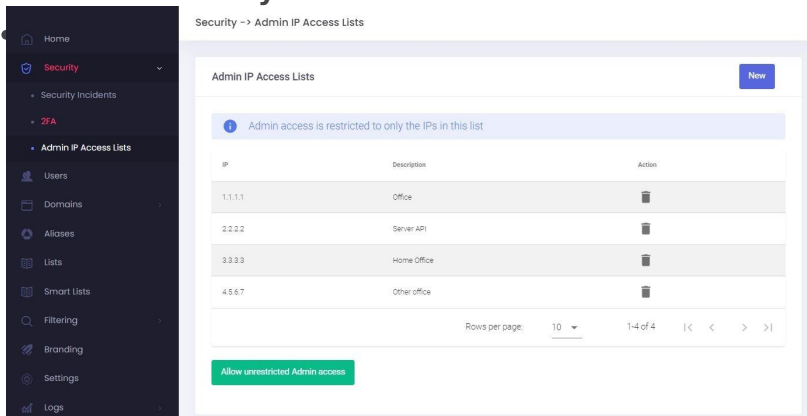 Security -> Admin IP Access Lists
Home
Security
Security Incidents
2FA
Admin IP Access Lists
Users
Domains
Aliases
Lists
Smart Lists
Filtering
Branding
Settings
Logs
Admin IP Access Lists
New
Admin access is restricted to only the IPs in this list
IP Description Action
1.1.1.1 Office
2.2.2.2 Server API
3.3.3.3 Home Office
4.5.6.7 Other office
Rows per page: 10 1-4 of 4
Allow unrestricted Admin access